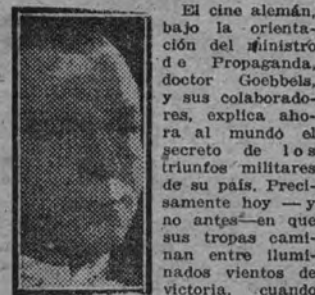 El cine alemán,
bajo la orienta-
ción del ministro
de Propaganda,
doctor Goebbels,
y sus colaborado-
res, explica aho-
ra al mundo el
secreto de los
triunfos militares
de su país. Preci-
samente hoy —y
no antes—en que
sus tropas cami-
nan entre ilumi-
nados vientos de
victoria, cuando